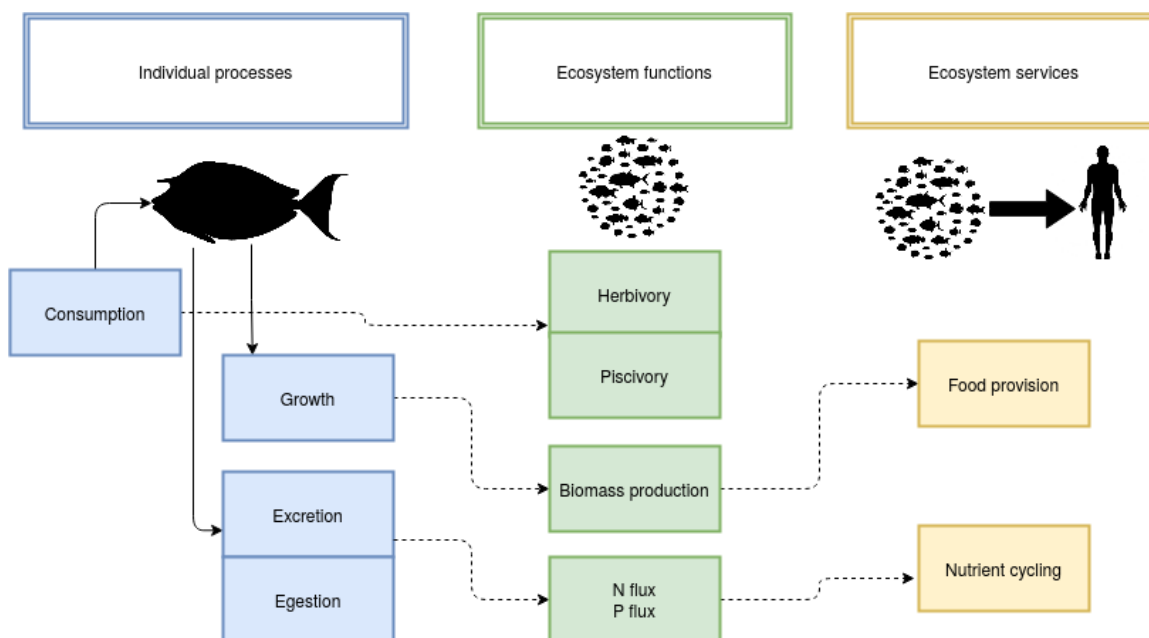 Individual processes
Ecosystem functions
Ecosystem services
Consumption
Growth
Excretion
Egestion
Herbivory
Piscivory
Biomass production
N flux
P flux
Food provision
Nutrient cycling